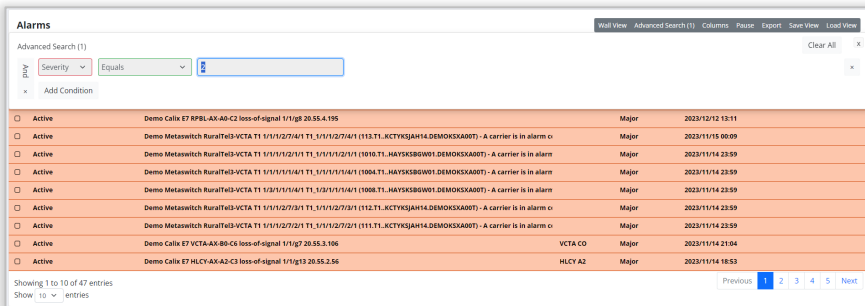 Alarms
Wall View Advanced Search (1) Columns Pause Export Save View Load View
Advanced Search (1)
Clear All x
And
Severity Equals 2 ×
× Add Condition
Active Demo Calix E7 RPBL-AX-A0-C2 loss-of-signal 1/1/g8 20.55.4.195 Major 2023/12/12 13:11
Active Demo Metaswitch RuralTel3-VCTA T1 1/1/1/1/2/7/4/1 T1_1/1/1/2/7/4/1 (113.T1..KCTYKSJAH14.DEMOKSXA00T) - A carrier is in alarm co Major 2023/11/15 00:09
Active Demo Metaswitch RuralTel3-VCTA T1 1/1/1/1/2/1/1 T1_1/1/1/1/2/1/1 (1010.T1..HAYSKSBGW01.DEMOKSXA00T) - A carrier is in alarm Major 2023/11/14 23:59
Active Demo Metaswitch RuralTel3-VCTA T1 1/1/1/1/1/4/1 T1_1/1/1/1/1/4/1 (1004.T1..HAYSKSBGW01.DEMOKSXA00T) - A carrier is in alarm Major 2023/11/14 23:59
Active Demo Metaswitch RuralTel3-VCTA T1 1/3/1/1/1/4/1 T1_1/3/1/1/1/4/1 (1008.T1..HAYSKSBGW01.DEMOKSXA00T) - A carrier is in alarm Major 2023/11/14 23:59
Active Demo Metaswitch RuralTel3-VCTA T1 1/1/1/2/7/3/1 T1_1/1/1/2/7/3/1 (112.T1..KCTYKSJAH14.DEMOKSXA00T) - A carrier is in alarm co Major 2023/11/14 23:59
Active Demo Metaswitch RuralTel3-VCTA T1 1/1/1/2/7/2/1 T1_1/1/1/2/7/2/1 (111.T1..KCTYKSJAH14.DEMOKSXA00T) - A carrier is in alarm co Major 2023/11/14 23:59
Active Demo Calix E7 VCTA-AX-B0-C6 loss-of-signal 1/1/g7 20.55.3.106 VCTA CO Major 2023/11/14 21:04
Active Demo Calix E7 HLCY-AX-A2-C3 loss-of-signal 1/1/g13 20.55.2.56 HLCY A2 Major 2023/11/14 18:53
Showing 1 to 10 of 47 entries
Previous 1 2 3 4 5 Next
Show 10 entries